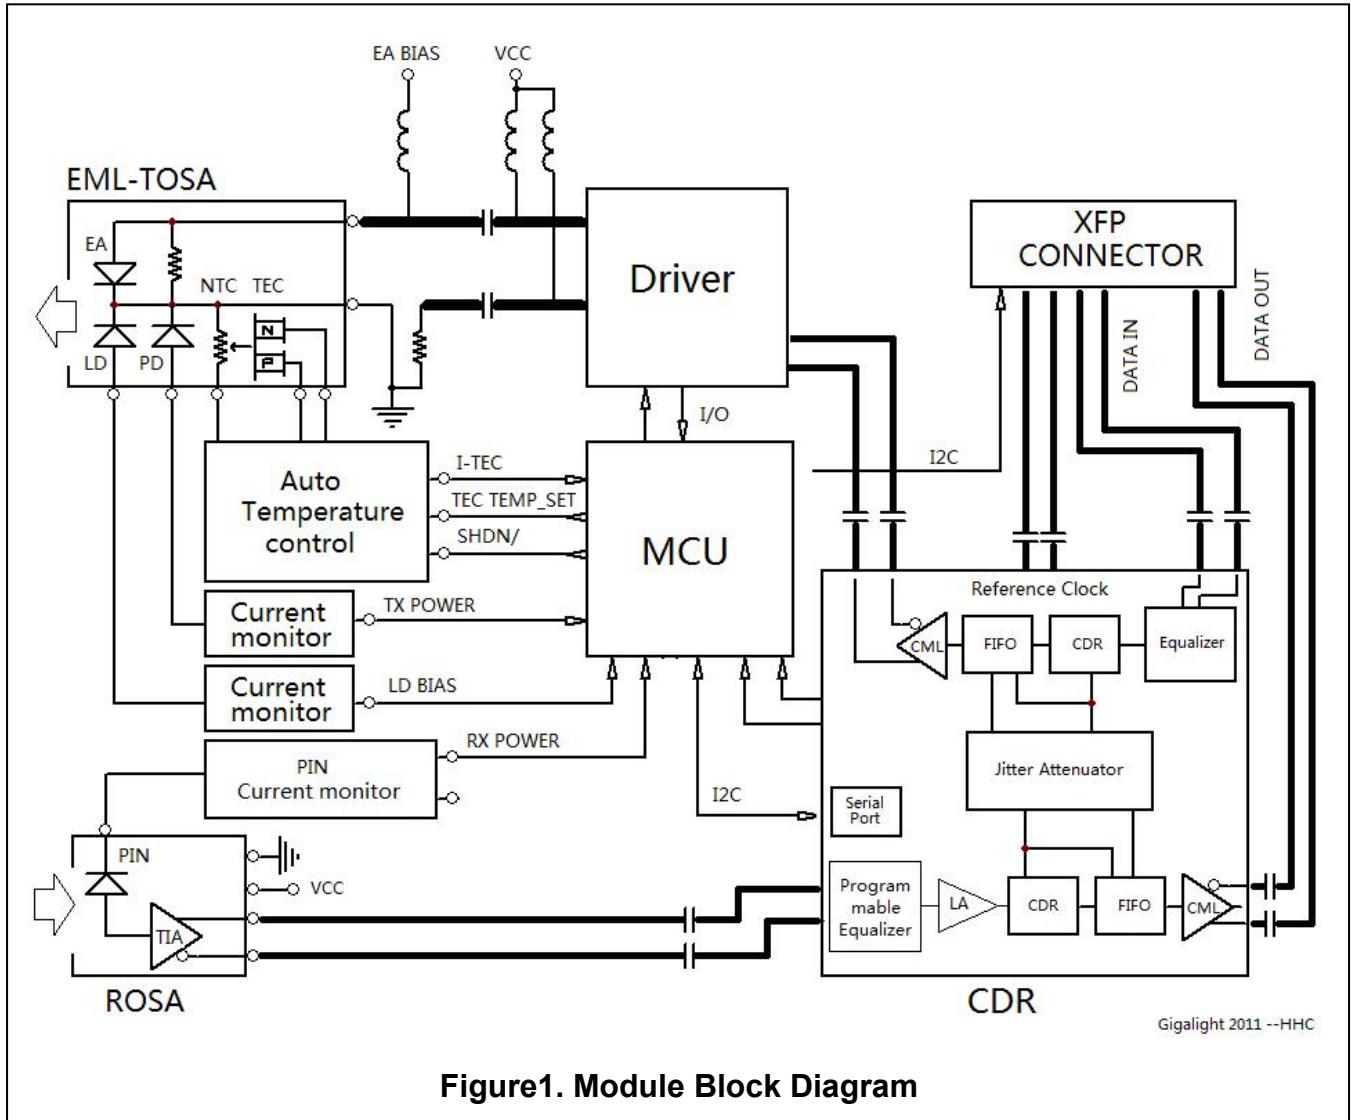 EA BIAS
VCC
EML-TOSA
EA
NTC TEC
LD
PD
N
P
Driver
XFP
CONNECTOR
DATA IN
DATA OUT
I/O
I2C
Auto
Temperature
control
I-TEC
TEC TEMP_SET
SHDN/
MCU
Current
monitor
TX POWER
Current
monitor
LD BIAS
PIN
Current monitor
RX POWER
I2C
Reference Clock
CML
FIFO
CDR
Equalizer
Jitter Attenuator
Serial
Port
Program
mable
Equalizer
LA
CDR
FIFO
CML
PIN
VCC
TIA
ROSA
CDR
Gigalight 2011 --HHC
Figure1. Module Block Diagram